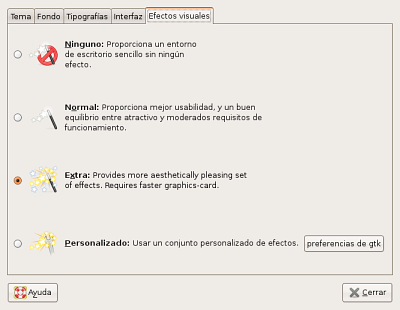 Tema Fondo Tipografías Interfaz Efectos visuales
Ninguno: Proporciona un entorno
de escritorio sencillo sin ningún
efecto.
Normal: Proporciona mejor usabilidad, y un buen
equilibrio entre atractivo y moderados requisitos de
funcionamiento.
Extra: Provides more aesthetically pleasing set
of effects. Requires faster graphics-card.
Personalizado: Usar un conjunto personalizado de efectos. preferencias de gtk
Ayuda Cerrar